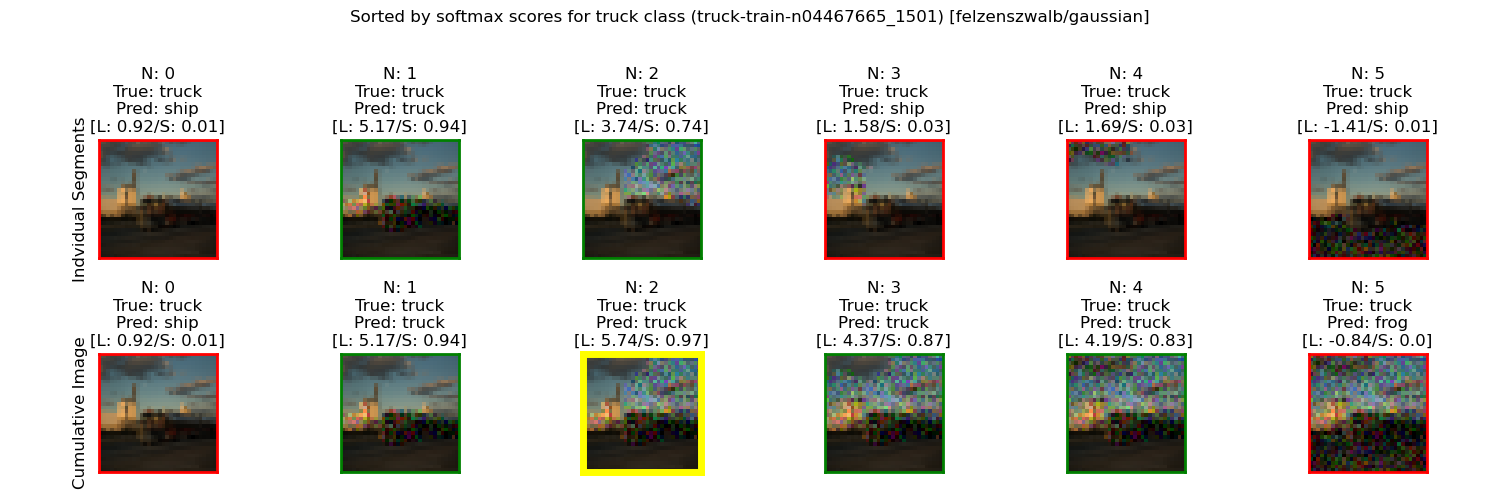 Sorted by softmax scores for truck class (truck-train-n04467665_1501) [felzenszwalb/gaussian]
Indvidual Segments
N: 0
True: truck
Pred: ship
[L: 0.92/S: 0.01]
N: 1
True: truck
Pred: truck
[L: 5.17/S: 0.94]
N: 2
True: truck
Pred: truck
[L: 3.74/S: 0.74]
N: 3
True: truck
Pred: ship
[L: 1.58/S: 0.03]
N: 4
True: truck
Pred: ship
[L: 1.69/S: 0.03]
N: 5
True: truck
Pred: ship
[L: -1.41/S: 0.01]
Cumulative Image
N: 0
True: truck
Pred: ship
[L: 0.92/S: 0.01]
N: 1
True: truck
Pred: truck
[L: 5.17/S: 0.94]
N: 2
True: truck
Pred: truck
[L: 5.74/S: 0.97]
N: 3
True: truck
Pred: truck
[L: 4.37/S: 0.87]
N: 4
True: truck
Pred: truck
[L: 4.19/S: 0.83]
N: 5
True: truck
Pred: frog
[L: -0.84/S: 0.0]